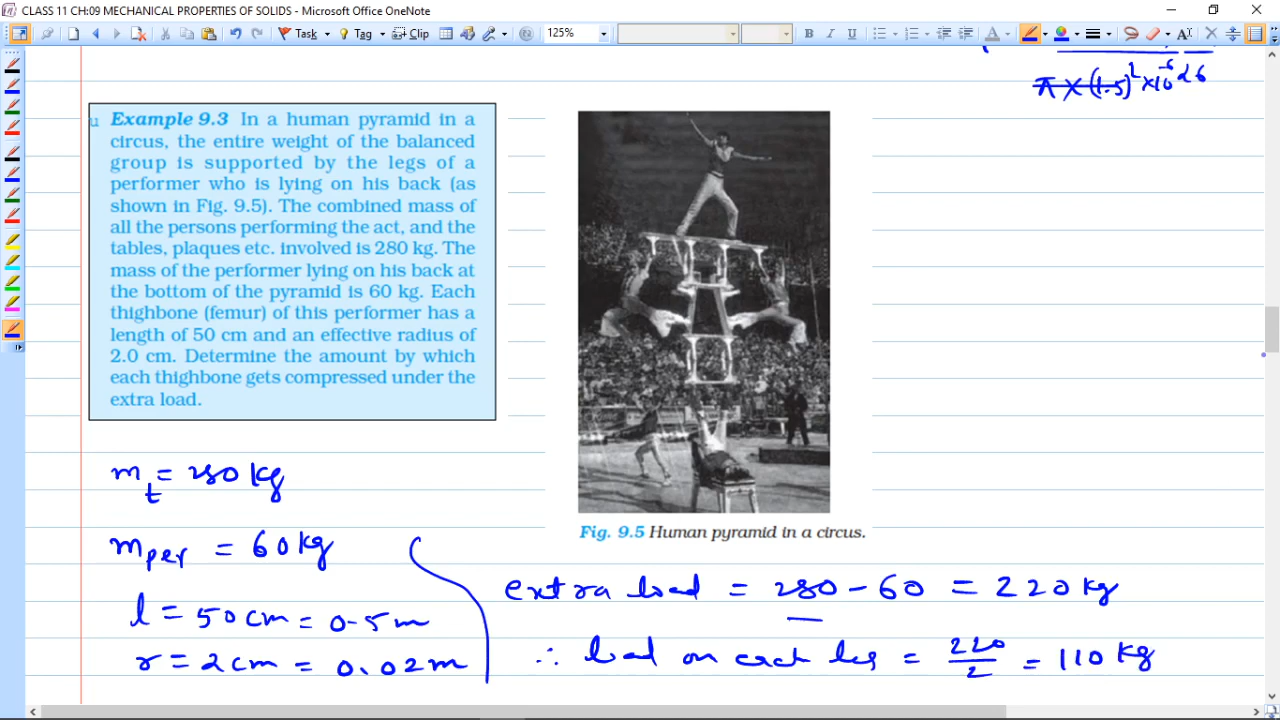 CLASS 11 CH:09 MECHANICAL PROPERTIES OF SOLIDS - Microsoft Office OneNote
Task Tag Clip 125% B I U A
π × (1.5)² × 10⁻⁶
u Example 9.3 In a human pyramid in a
circus, the entire weight of the balanced
group is supported by the legs of a
performer who is lying on his back (as
shown in Fig. 9.5). The combined mass of
all the persons performing the act, and the
tables, plaques etc. involved is 280 kg. The
mass of the performer lying on his back at
the bottom of the pyramid is 60 kg. Each
thighbone (femur) of this performer has a
length of 50 cm and an effective radius of
2.0 cm. Determine the amount by which
each thighbone gets compressed under the
extra load.
Fig. 9.5 Human pyramid in a circus.
m_t = 280 kg
m_per = 60 kg
l = 50 cm = 0.5 m
r = 2 cm = 0.02 m
extra load = 280 - 60 = 220 kg
∴ load on each leg = 220/2 = 110 kg